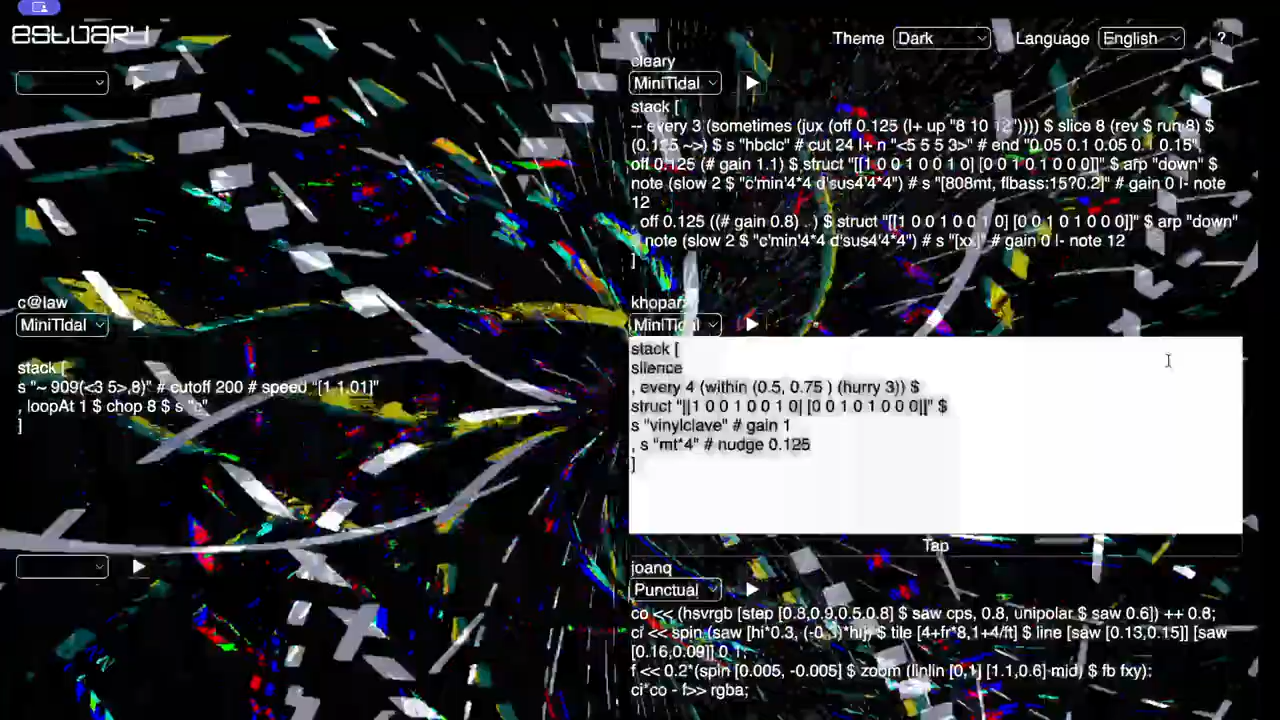 estuary
Theme Dark Language English ?
cleary
MiniTidal
stack [
-- every 3 (sometimes (jux (off 0.125 (|+ up "8 10 12")))) $ slice 8 (rev $ run 8) $
(0.125 ~>) $ s "hbclc" # cut 24 |+ n "<5 5 5 3>" # end "0.05 0.1 0.05 0.1 0.15",
off 0.125 (# gain 1.1) $ struct "[[1 0 0 1 0 0 1 0] [0 0 1 0 1 0 0 0]]" $ arp "down" $
note (slow 2 $ "c'min'4*4 d'sus4'4*4") # s "[808mt, flbass:15?0.2]" # gain 0 |- note
12
, off 0.125 ((# gain 0.8) . ) $ struct "[[1 0 0 1 0 0 1 0] [0 0 1 0 1 0 0 0]]" $ arp "down"
note (slow 2 $ "c'min'4*4 d'sus4'4*4") # s "[xx]" # gain 0 |- note 12
]
c@law
MiniTidal
stack [
s "~ 909(<3 5>,8)" # cutoff 200 # speed "[1 1.01]"
, loopAt 1 $ chop 8 $ s "c"
]
khoparz
MiniTidal
stack [
silence
, every 4 (within (0.5, 0.75 ) (hurry 3)) $
struct "[[1 0 0 1 0 0 1 0] [0 0 1 0 1 0 0 0]]" $
s "vinylclave" # gain 1
, s "mt*4" # nudge 0.125
]
Tap
joanq
Punctual
co << (hsvrgb [step [0.8,0.9,0.5,0.8] $ saw cps, 0.8, unipolar $ saw 0.6]) ++ 0.6;
ci << spin (saw [hi*0.3, (-0.3)*hi]) $ tile [4+fr*8,1+4/ft] $ line [saw [0.13,0.15]] [saw
[0.16,0.09]] 0.1;
f << 0.2*(spin [0.005, -0.005] $ zoom (linlin [0,1] [1.1,0.6] mid) $ fb fxy);
ci*co - f >> rgba;